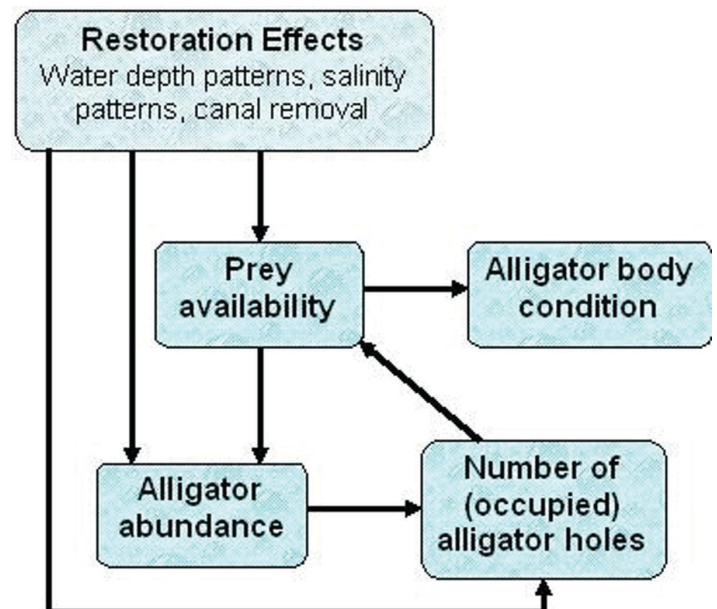 Restoration Effects
Water depth patterns, salinity
patterns, canal removal
Prey
availability
Alligator body
condition
Alligator
abundance
Number of
(occupied)
alligator holes